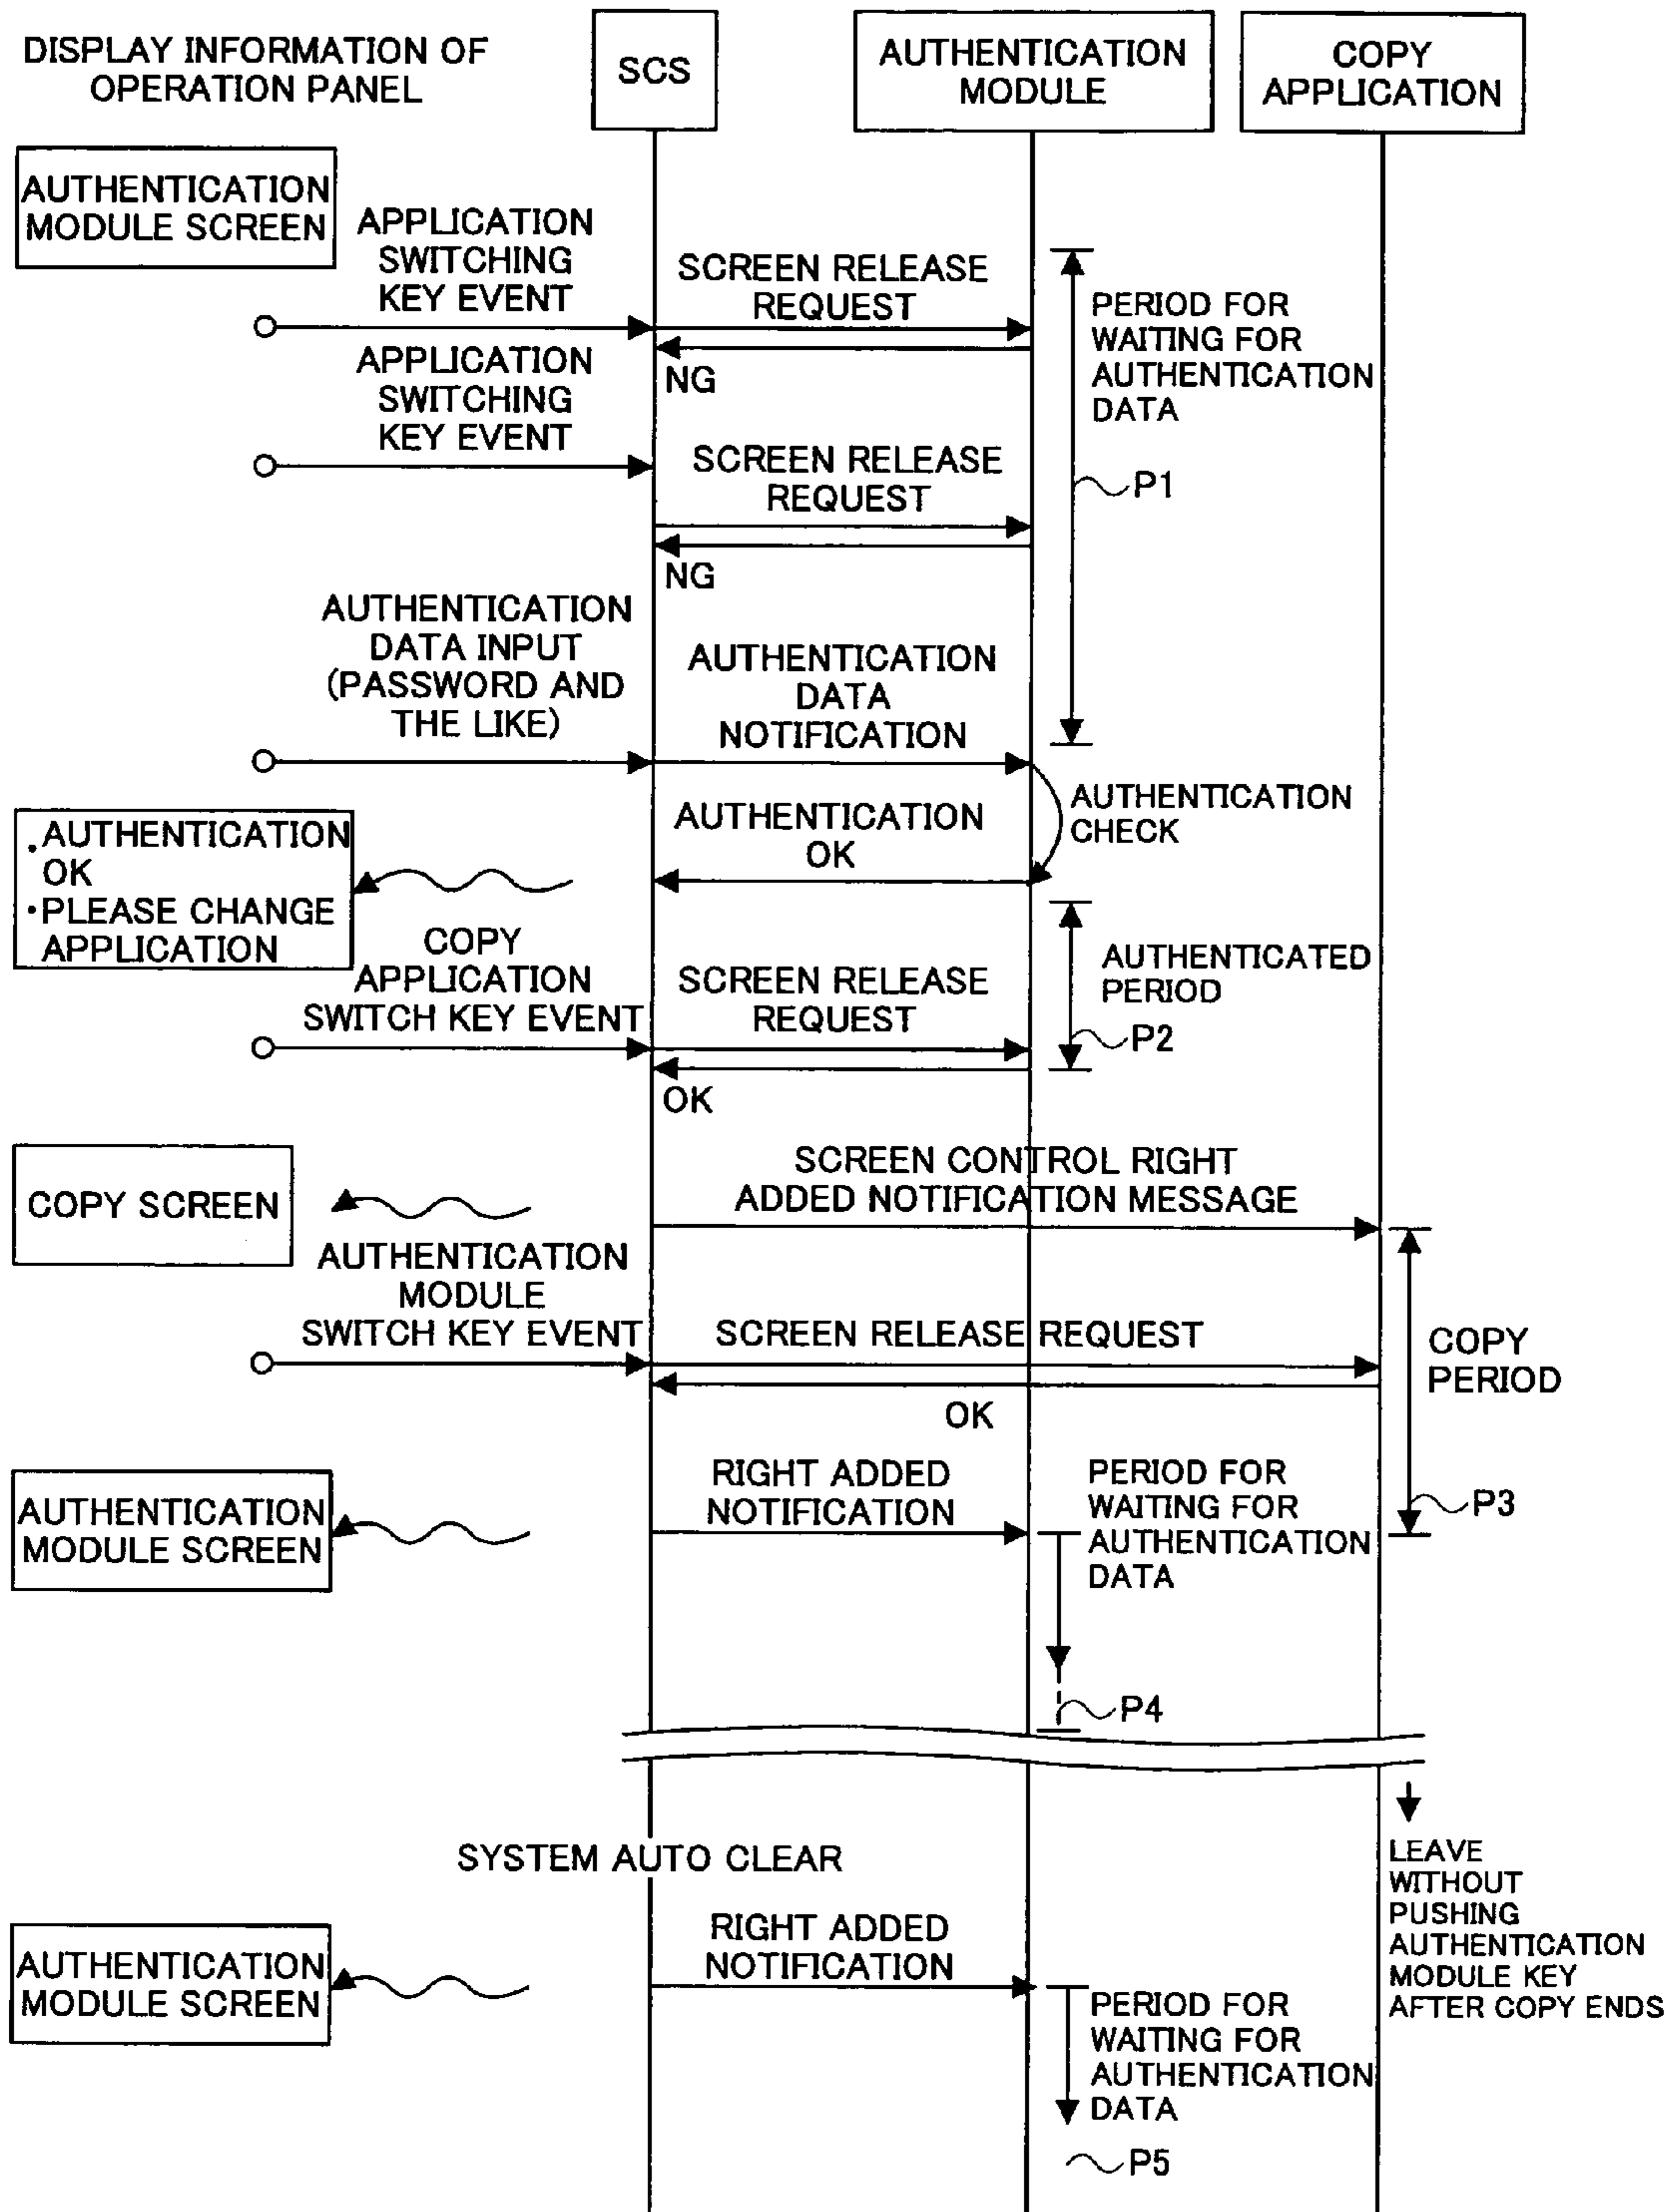 DISPLAY INFORMATION OF
OPERATION PANEL
SCS
AUTHENTICATION
MODULE
COPY
APPLICATION
AUTHENTICATION
MODULE SCREEN
APPLICATION
SWITCHING
KEY EVENT
SCREEN RELEASE
REQUEST
NG
PERIOD FOR
WAITING FOR
AUTHENTICATION
DATA
P1
APPLICATION
SWITCHING
KEY EVENT
SCREEN RELEASE
REQUEST
NG
AUTHENTICATION
DATA INPUT
(PASSWORD AND
THE LIKE)
AUTHENTICATION
DATA
NOTIFICATION
AUTHENTICATION
CHECK
AUTHENTICATION
OK
. AUTHENTICATION
OK
· PLEASE CHANGE
APPLICATION
COPY
APPLICATION
SWITCH KEY EVENT
SCREEN RELEASE
REQUEST
OK
AUTHENTICATED
PERIOD
P2
COPY SCREEN
SCREEN CONTROL RIGHT
ADDED NOTIFICATION MESSAGE
AUTHENTICATION
MODULE
SWITCH KEY EVENT
SCREEN RELEASE REQUEST
OK
COPY
PERIOD
P3
AUTHENTICATION
MODULE SCREEN
RIGHT ADDED
NOTIFICATION
PERIOD FOR
WAITING FOR
AUTHENTICATION
DATA
P4
SYSTEM AUTO CLEAR
LEAVE
WITHOUT
PUSHING
AUTHENTICATION
MODULE KEY
AFTER COPY ENDS
AUTHENTICATION
MODULE SCREEN
RIGHT ADDED
NOTIFICATION
PERIOD FOR
WAITING FOR
AUTHENTICATION
DATA
P5